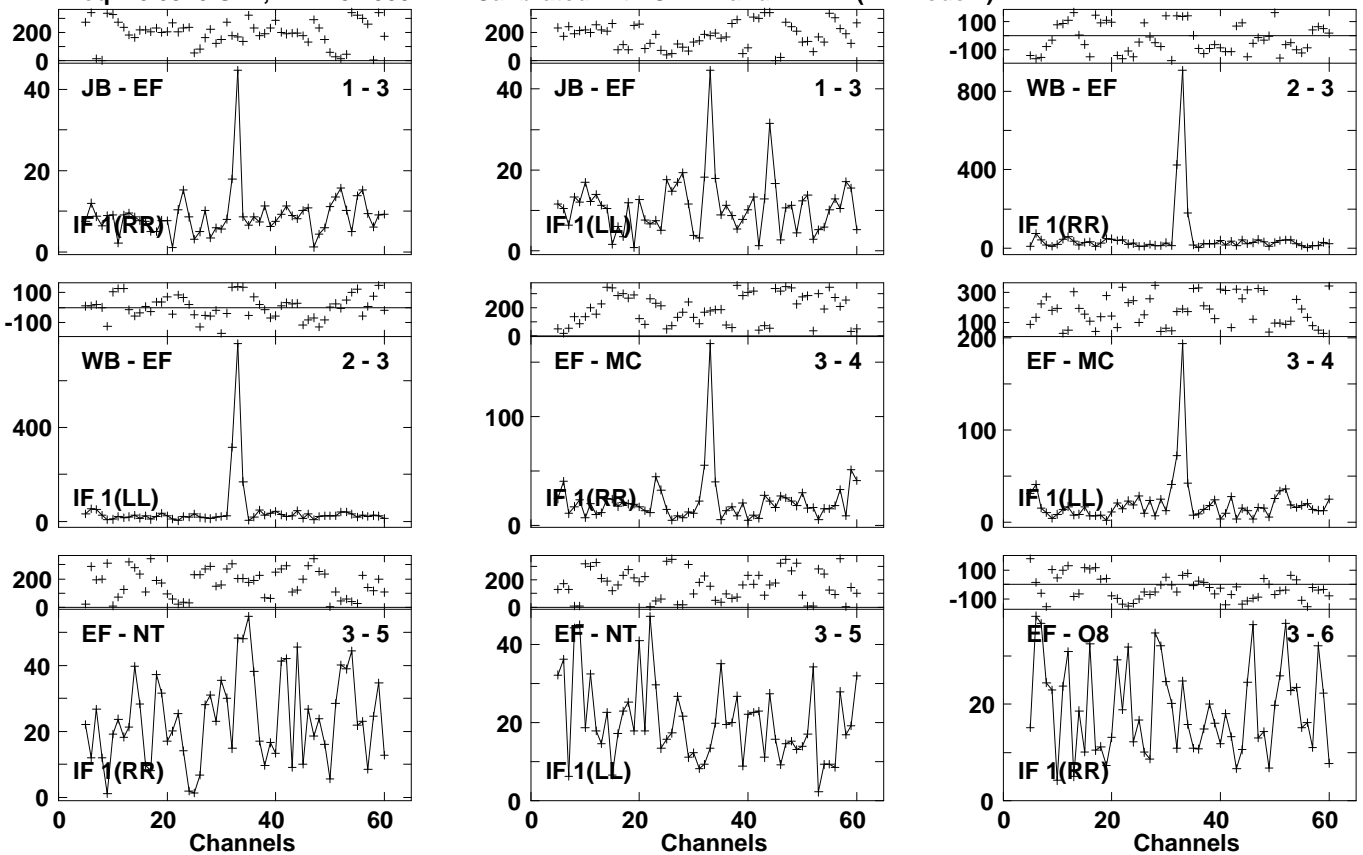 200 0 200 0 100 -100
JB - EF 1 - 3 JB - EF 1 - 3 WB - EF 2 - 3
40 20 0 40 20 0 800 400 0
IF 1(RR) IF 1(LL) IF 1(RR)
100 -100 200 0 300 100
WB - EF 2 - 3 EF - MC 3 - 4 EF - MC 3 - 4
400 0 100 0 200 100 0
IF 1(LL) IF 1(RR) IF 1(LL)
200 0 200 0 100 -100
EF - NT 3 - 5 EF - NT 3 - 5 EF - O8 3 - 6
40 20 0 40 20 0 20 0
IF 1(RR) IF 1(LL) IF 1(RR)
0 20 40 60 0 20 40 60 0 20 40 60
Channels Channels Channels